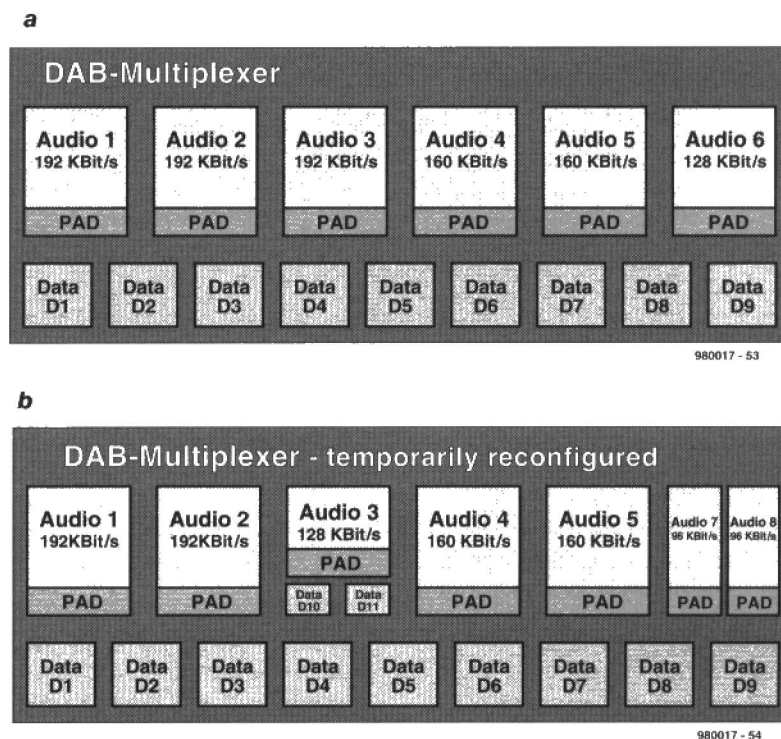 a
DAB-Multiplexer
Audio 1 Audio 2 Audio 3 Audio 4 Audio 5 Audio 6
192 KBit/s 192 KBit/s 192 KBit/s 160 KBit/s 160 KBit/s 128 KBit/s
PAD PAD PAD PAD PAD PAD
Data Data Data Data Data Data Data Data Data
D1 D2 D3 D4 D5 D6 D7 D8 D9
980017 - 53
b
DAB-Multiplexer - temporarily reconfigured
Audio 1 Audio 2 Audio 3 Audio 4 Audio 5 Audio 7 Audio 8
192KBit/s 192KBit/s 128 KBit/s 160 KBit/s 160 KBit/s 96 KBit/s 96 KBit/s
PAD PAD PAD PAD PAD PAD PAD
Data Data
D10 D11
Data Data Data Data Data Data Data Data Data
D1 D2 D3 D4 D5 D6 D7 D8 D9
980017 - 54